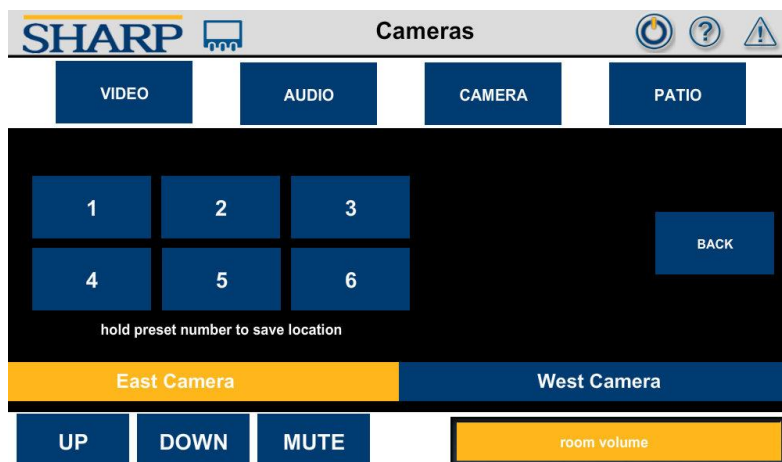 SHARP Cameras ?
VIDEO AUDIO CAMERA PATIO
1 2 3
BACK
4 5 6
hold preset number to save location
East Camera West Camera
UP DOWN MUTE room volume